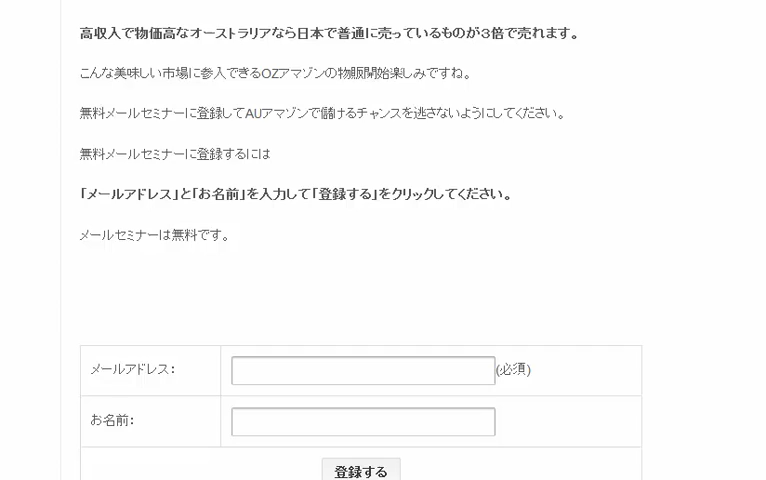 高収入で物価高なオーストラリアなら日本で普通に売っているものが3倍で売れます。
こんな美味しい市場に参入できるOZアマゾンの物販開始楽しみですね。
無料メールセミナーに登録してAUアマゾンで儲けるチャンスを逃さないようにしてください。
無料メールセミナーに登録するには
「メールアドレス」と「お名前」を入力して「登録する」をクリックしてください。
メールセミナーは無料です。
メールアドレス: (必須)
お名前:
登録する